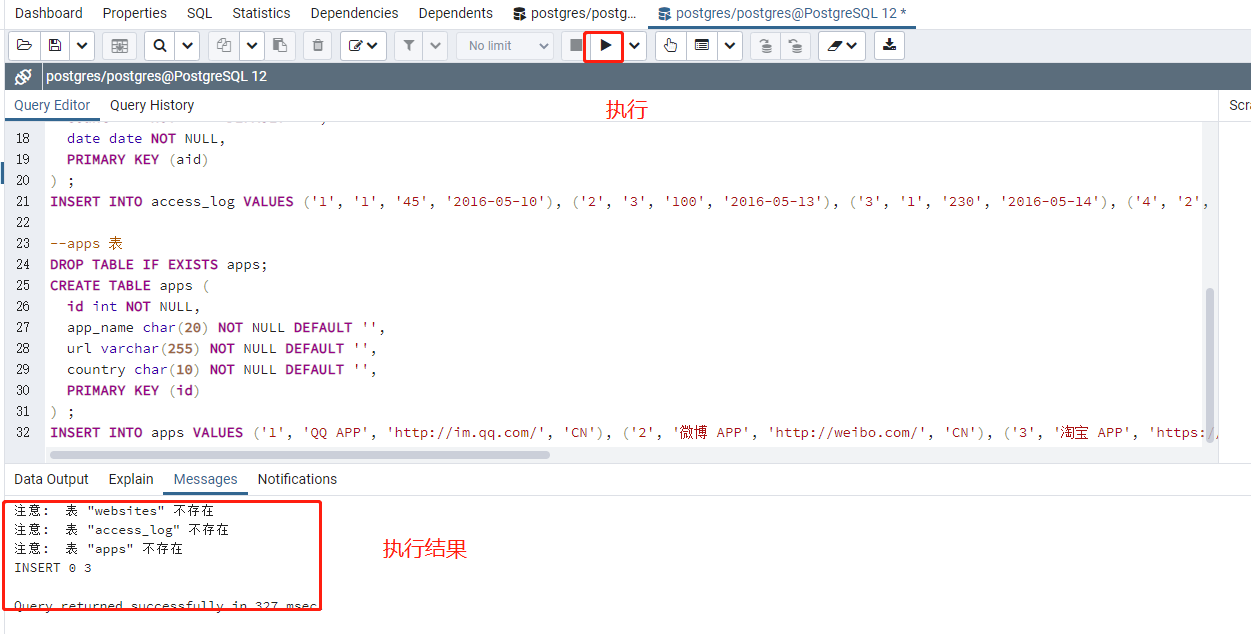 Dashboard Properties SQL Statistics Dependencies Dependents postgres/postg... postgres/postgres@PostgreSQL 12 *
No limit
postgres/postgres@PostgreSQL 12
Query Editor Query History Scra
执行
18 date date NOT NULL,
19 PRIMARY KEY (aid)
20 ) ;
21 INSERT INTO access_log VALUES ('1', '1', '45', '2016-05-10'), ('2', '3', '100', '2016-05-13'), ('3', '1', '230', '2016-05-14'), ('4', '2',
22
23 --apps 表
24 DROP TABLE IF EXISTS apps;
25 CREATE TABLE apps (
26 id int NOT NULL,
27 app_name char(20) NOT NULL DEFAULT '',
28 url varchar(255) NOT NULL DEFAULT '',
29 country char(10) NOT NULL DEFAULT '',
30 PRIMARY KEY (id)
31 ) ;
32 INSERT INTO apps VALUES ('1', 'QQ APP', 'http://im.qq.com/', 'CN'), ('2', '微博 APP', 'http://weibo.com/', 'CN'), ('3', '淘宝 APP', 'https:/
Data Output Explain Messages Notifications
注意: 表 "websites" 不存在
注意: 表 "access_log" 不存在
注意: 表 "apps" 不存在
INSERT 0 3
执行结果
Query returned successfully in 327 msec